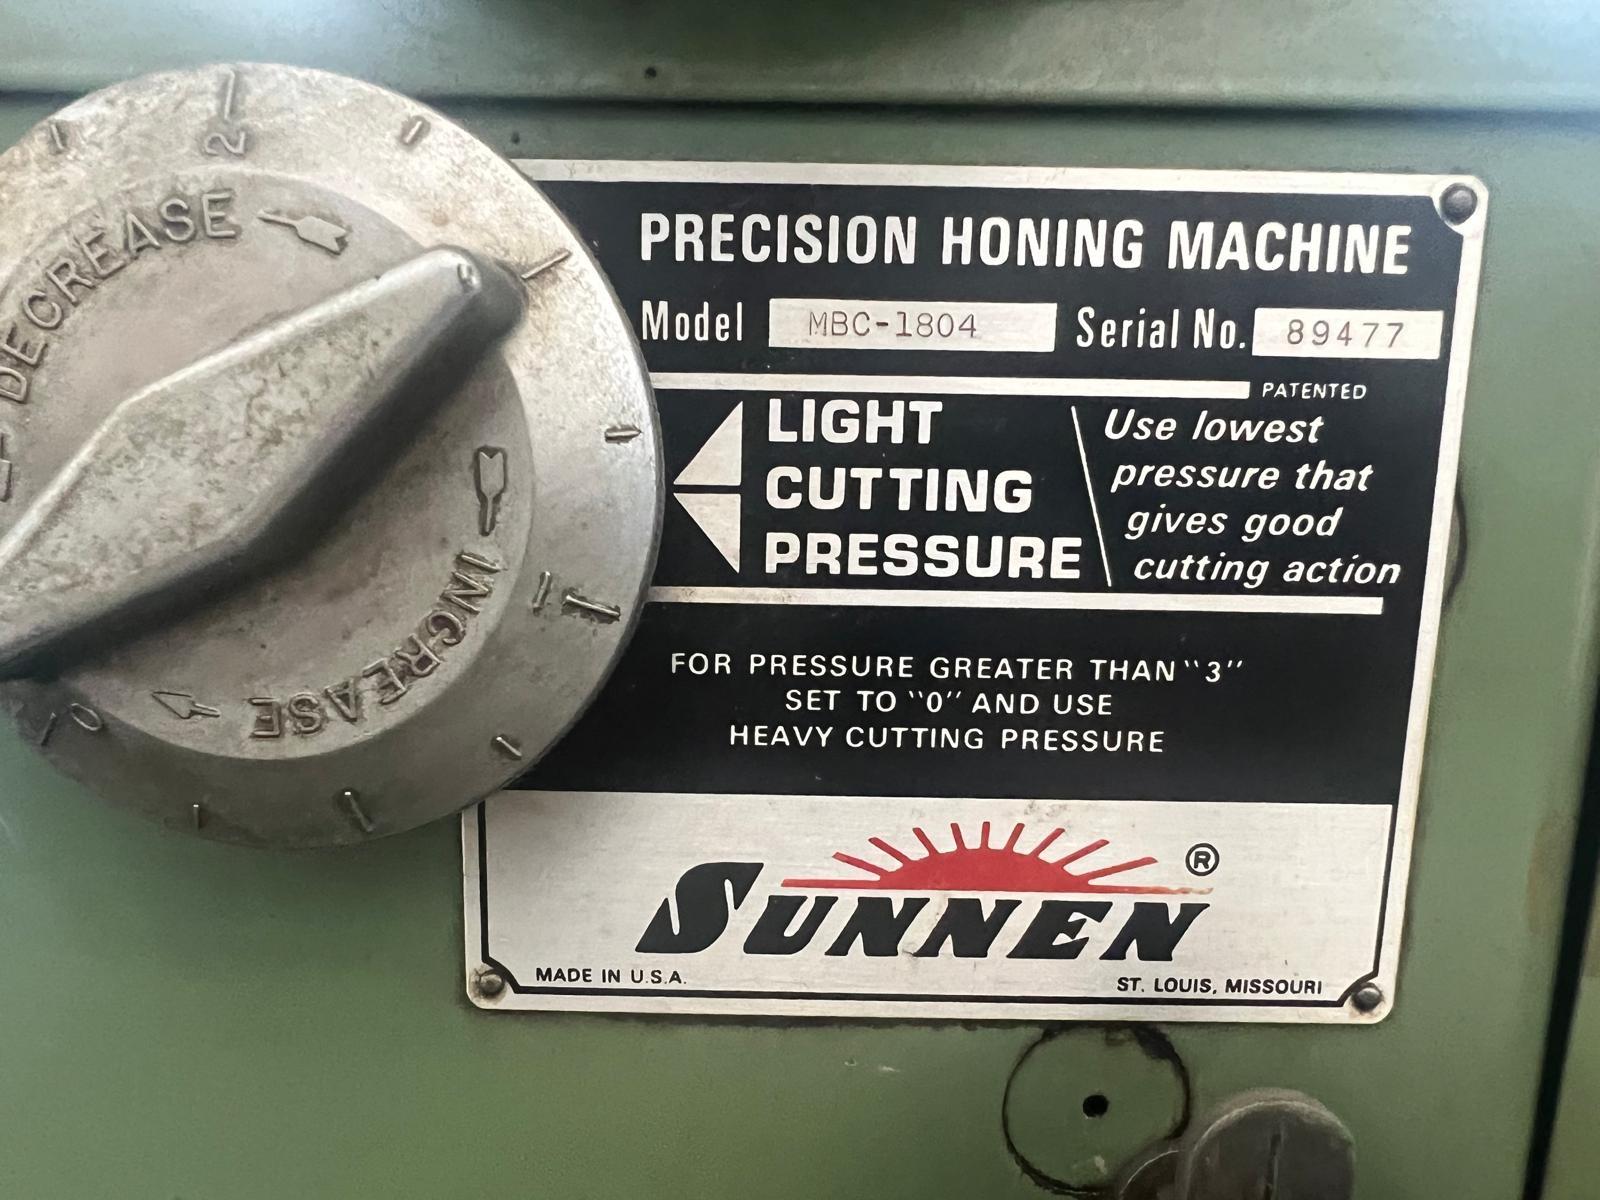 2
DECREASE
INCREASE
0
PRECISION HONING MACHINE
Model MBC-1804 Serial No. 89477
PATENTED
LIGHT
CUTTING
PRESSURE
Use lowest
pressure that
gives good
cutting action
FOR PRESSURE GREATER THAN "3"
SET TO "0" AND USE
HEAVY CUTTING PRESSURE
SUNNEN ®
MADE IN U.S.A.
ST. LOUIS, MISSOURI